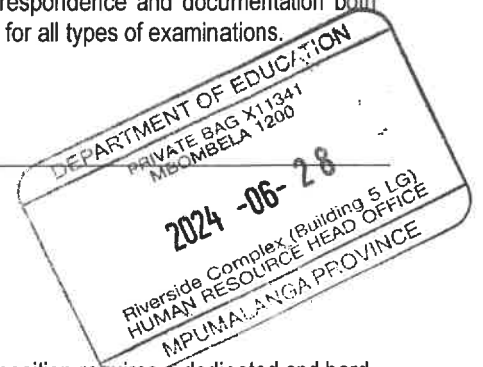 respondence and documentation both
for all types of examinations.
DEPARTMENT OF EDUCATION
PRIVATE BAG X11341
MBOMBELA 1200
2024 -06- 28
Riverside Complex (Building 5 LG)
HUMAN RESOURCE HEAD OFFICE
MPUMALANGA PROVINCE
position requires a dedicated and hard